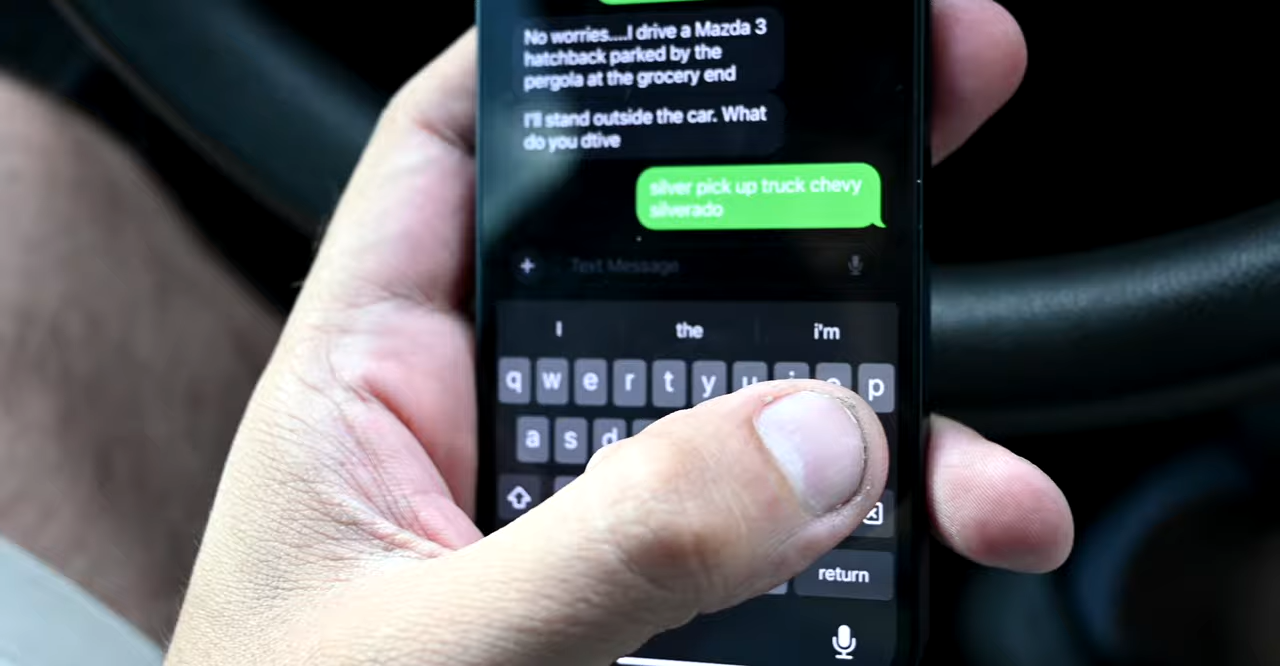 No worries....I drive a Mazda 3
hatchback parked by the
pergola at the grocery end
I'll stand outside the car. What
do you dtive
silver pick up truck chevy
silverado
Text Message
I the i'm
q w e r t y u i o p
a s d
return